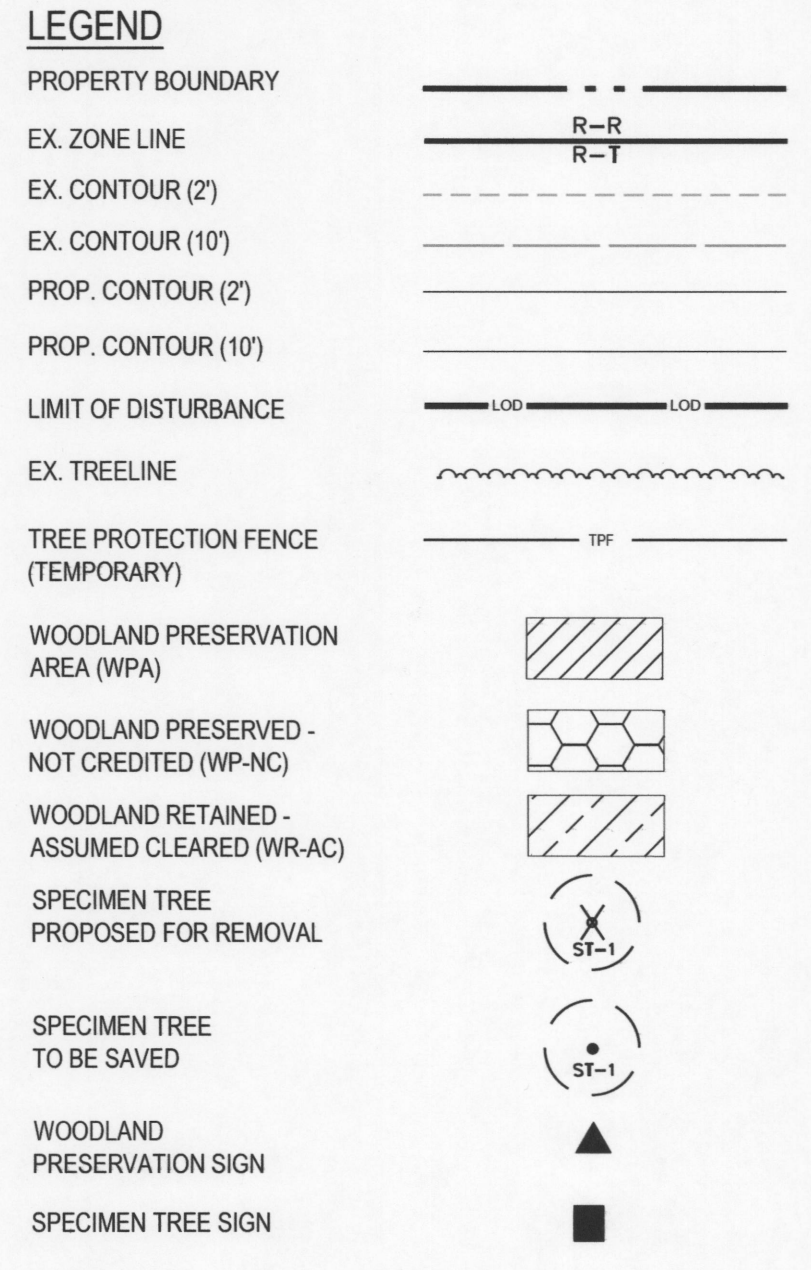 LEGEND
PROPERTY BOUNDARY
EX. ZONE LINE
R-R
R-T
EX. CONTOUR (2')
EX. CONTOUR (10')
PROP. CONTOUR (2')
PROP. CONTOUR (10')
LIMIT OF DISTURBANCE LOD LOD
EX. TREELINE
TREE PROTECTION FENCE TPF
(TEMPORARY)
WOODLAND PRESERVATION
AREA (WPA)
WOODLAND PRESERVED -
NOT CREDITED (WP-NC)
WOODLAND RETAINED -
ASSUMED CLEARED (WR-AC)
SPECIMEN TREE
PROPOSED FOR REMOVAL
ST-1
SPECIMEN TREE
TO BE SAVED
ST-1
WOODLAND
PRESERVATION SIGN
SPECIMEN TREE SIGN